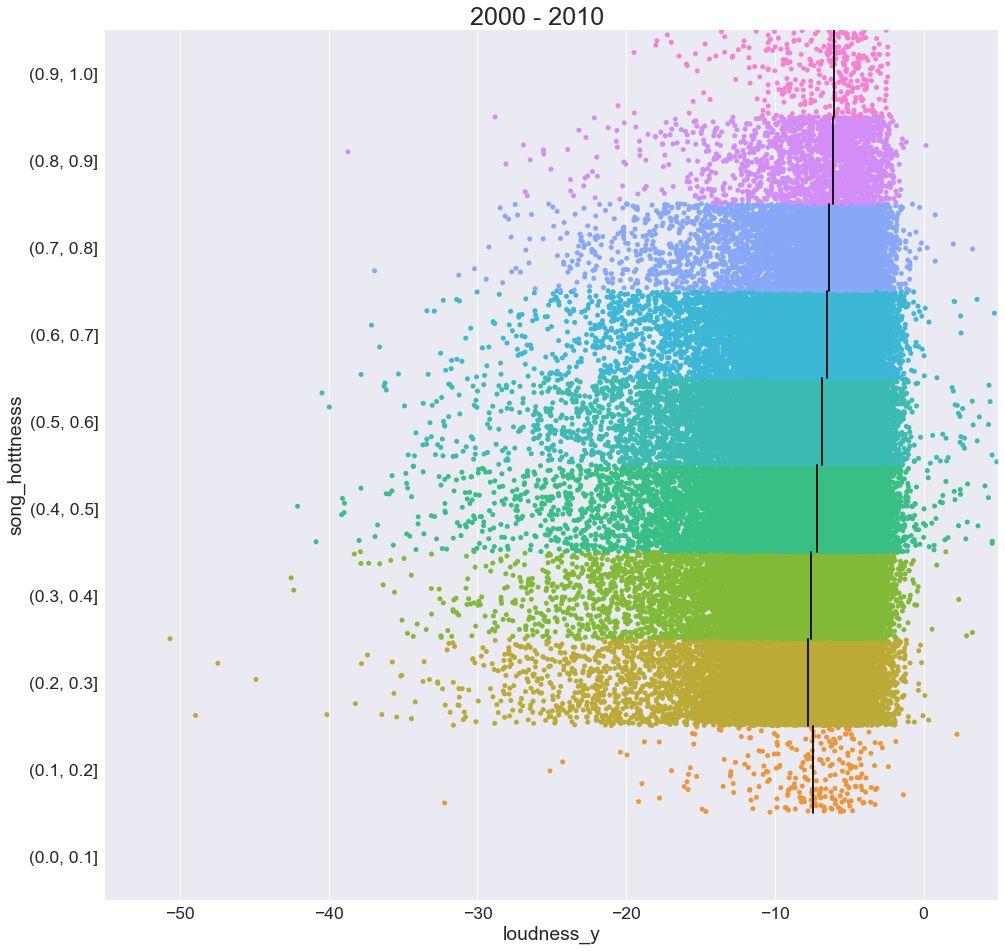 2000 - 2010
(0.9, 1.0]
(0.8, 0.9]
(0.7, 0.8]
(0.6, 0.7]
(0.5, 0.6]
(0.4, 0.5]
(0.3, 0.4]
(0.2, 0.3]
(0.1, 0.2]
(0.0, 0.1]
song_hotttnesss
−50 −40 −30 −20 −10 0
loudness_y